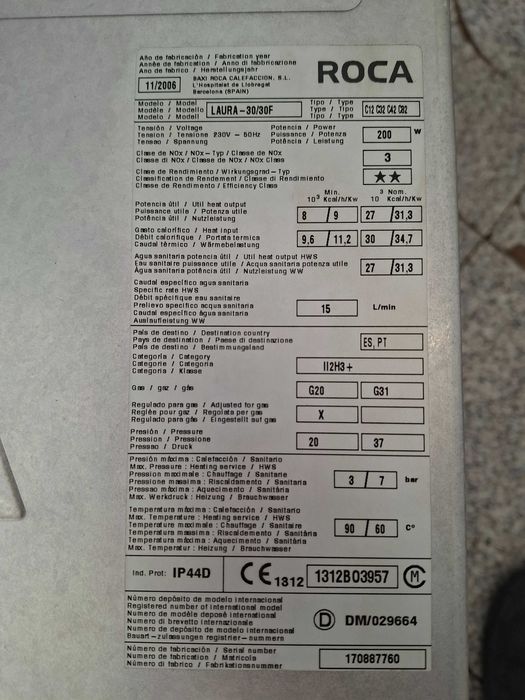 Año de fabricación / Fabrication year
Année de fabrication / Anno di fabbricazione
Ano de fabrico / Herstellungsjahr
ROCA
11/2006
BAXI ROCA CALEFACCION, S.L.
L'Hospitalet de Llobregat
Barcelona (SPAIN)
Modelo / Model
Modèle / Modello
Modelo / Modell
LAURA-30/30F
Tipo / Type
Type / Tipo
Tipo / Typ
C12 C32 C42 C82
Tensión / Voltage
Tension / Tensione 230V - 50Hz
Tensao / Spannung
Potencia / Power
Puissance / Potenza
Potência / Leistung
200 W
Clase de NOx / NOx-Typ / Classe de NOx
Classe di NOx / Classe de NOx / NOx Class
3
Clase de Rendimiento / Wirkungsgrad-Typ
Classification de Rendement / Classe di Rendimento
Classe de Rendimento / Efficiency Class
★★
Min.
10³ Kcal/h/Kw
3 Nom.
10 Kcal/h/Kw
Potencia útil / Util heat output
Puissance utile / Potenza utile
Potência útil / Nutzleistung
8 / 9
27 / 31,3
Gasto calorífico / Heat input
Débit calorifique / Portata termica
Caudal térmico / Wärmebelastung
9,6 / 11,2
30 / 34,7
Agua sanitaria potencia útil / Util heat output HWS
Eau sanitaire puissance utile / Acqua sanitaria potenza utile
Água sanitária potência útil / Nutzleistung WW
27 / 31,3
Caudal específico agua sanitaria
Specific rate HWS
Débit spécifique eau sanitaire
Prelievo specifico acqua sanitaria
Caudal específico água sanitária
Auslaufleistung WW
15 L/min
País de destino / Destination country
Pays de destination / Paese di destinazione
País de destino / Bestimmungsland
ES, PT
Categoría / Category
Catégorie / Categoria
Categoria / Klasse
II2H3+
Gas / gaz / gás
G20
G31
Regulado para gas / Adjusted for gas
Réglée pour gaz / Regolata per gas
Regulado para gás / Eingestellt auf gas
X
Presión / Pressure
Pression / Pressione
Pressao / Druck
20
37
Presión máxima : Calefacción / Sanitario
Max. Pressure : Heating service / HWS
Pression maximale : Chauffage / Sanitarie
Pressione massima : Riscaldamento / Sanitario
Pressao máxima : Aquecimento / Sanitária
Max. Werkdruck : Heizung / Brauchwasser
3 / 7 bar
Temperatura máxima : Calefacción / Sanitario
Max. Temperature : Heating service / HWS
Température maximale : Chauffage / Sanitaire
Temperatura massima : Riscaldamento / Sanitario
Temperatura máxima : Aquecimento / Sanitária
Max. Temperatur : Heizung / Brauchwasser
90 / 60 Cº
Ind. Prot: IP44D
CE 1312
1312BO3957
CM
Número depósito de modelo internacional
Registered number of international model
Numéro de modèle déposé international
Numero di brevetto internazionale
Numero de depósito de modelo internacional
Bauart-zulassungen registrier-nummern
D DM/029664
Número de fabricación / Serial number
Numéro de fabrication / Matricola
Número di fabrico / Fabrikationsnummer
170887760